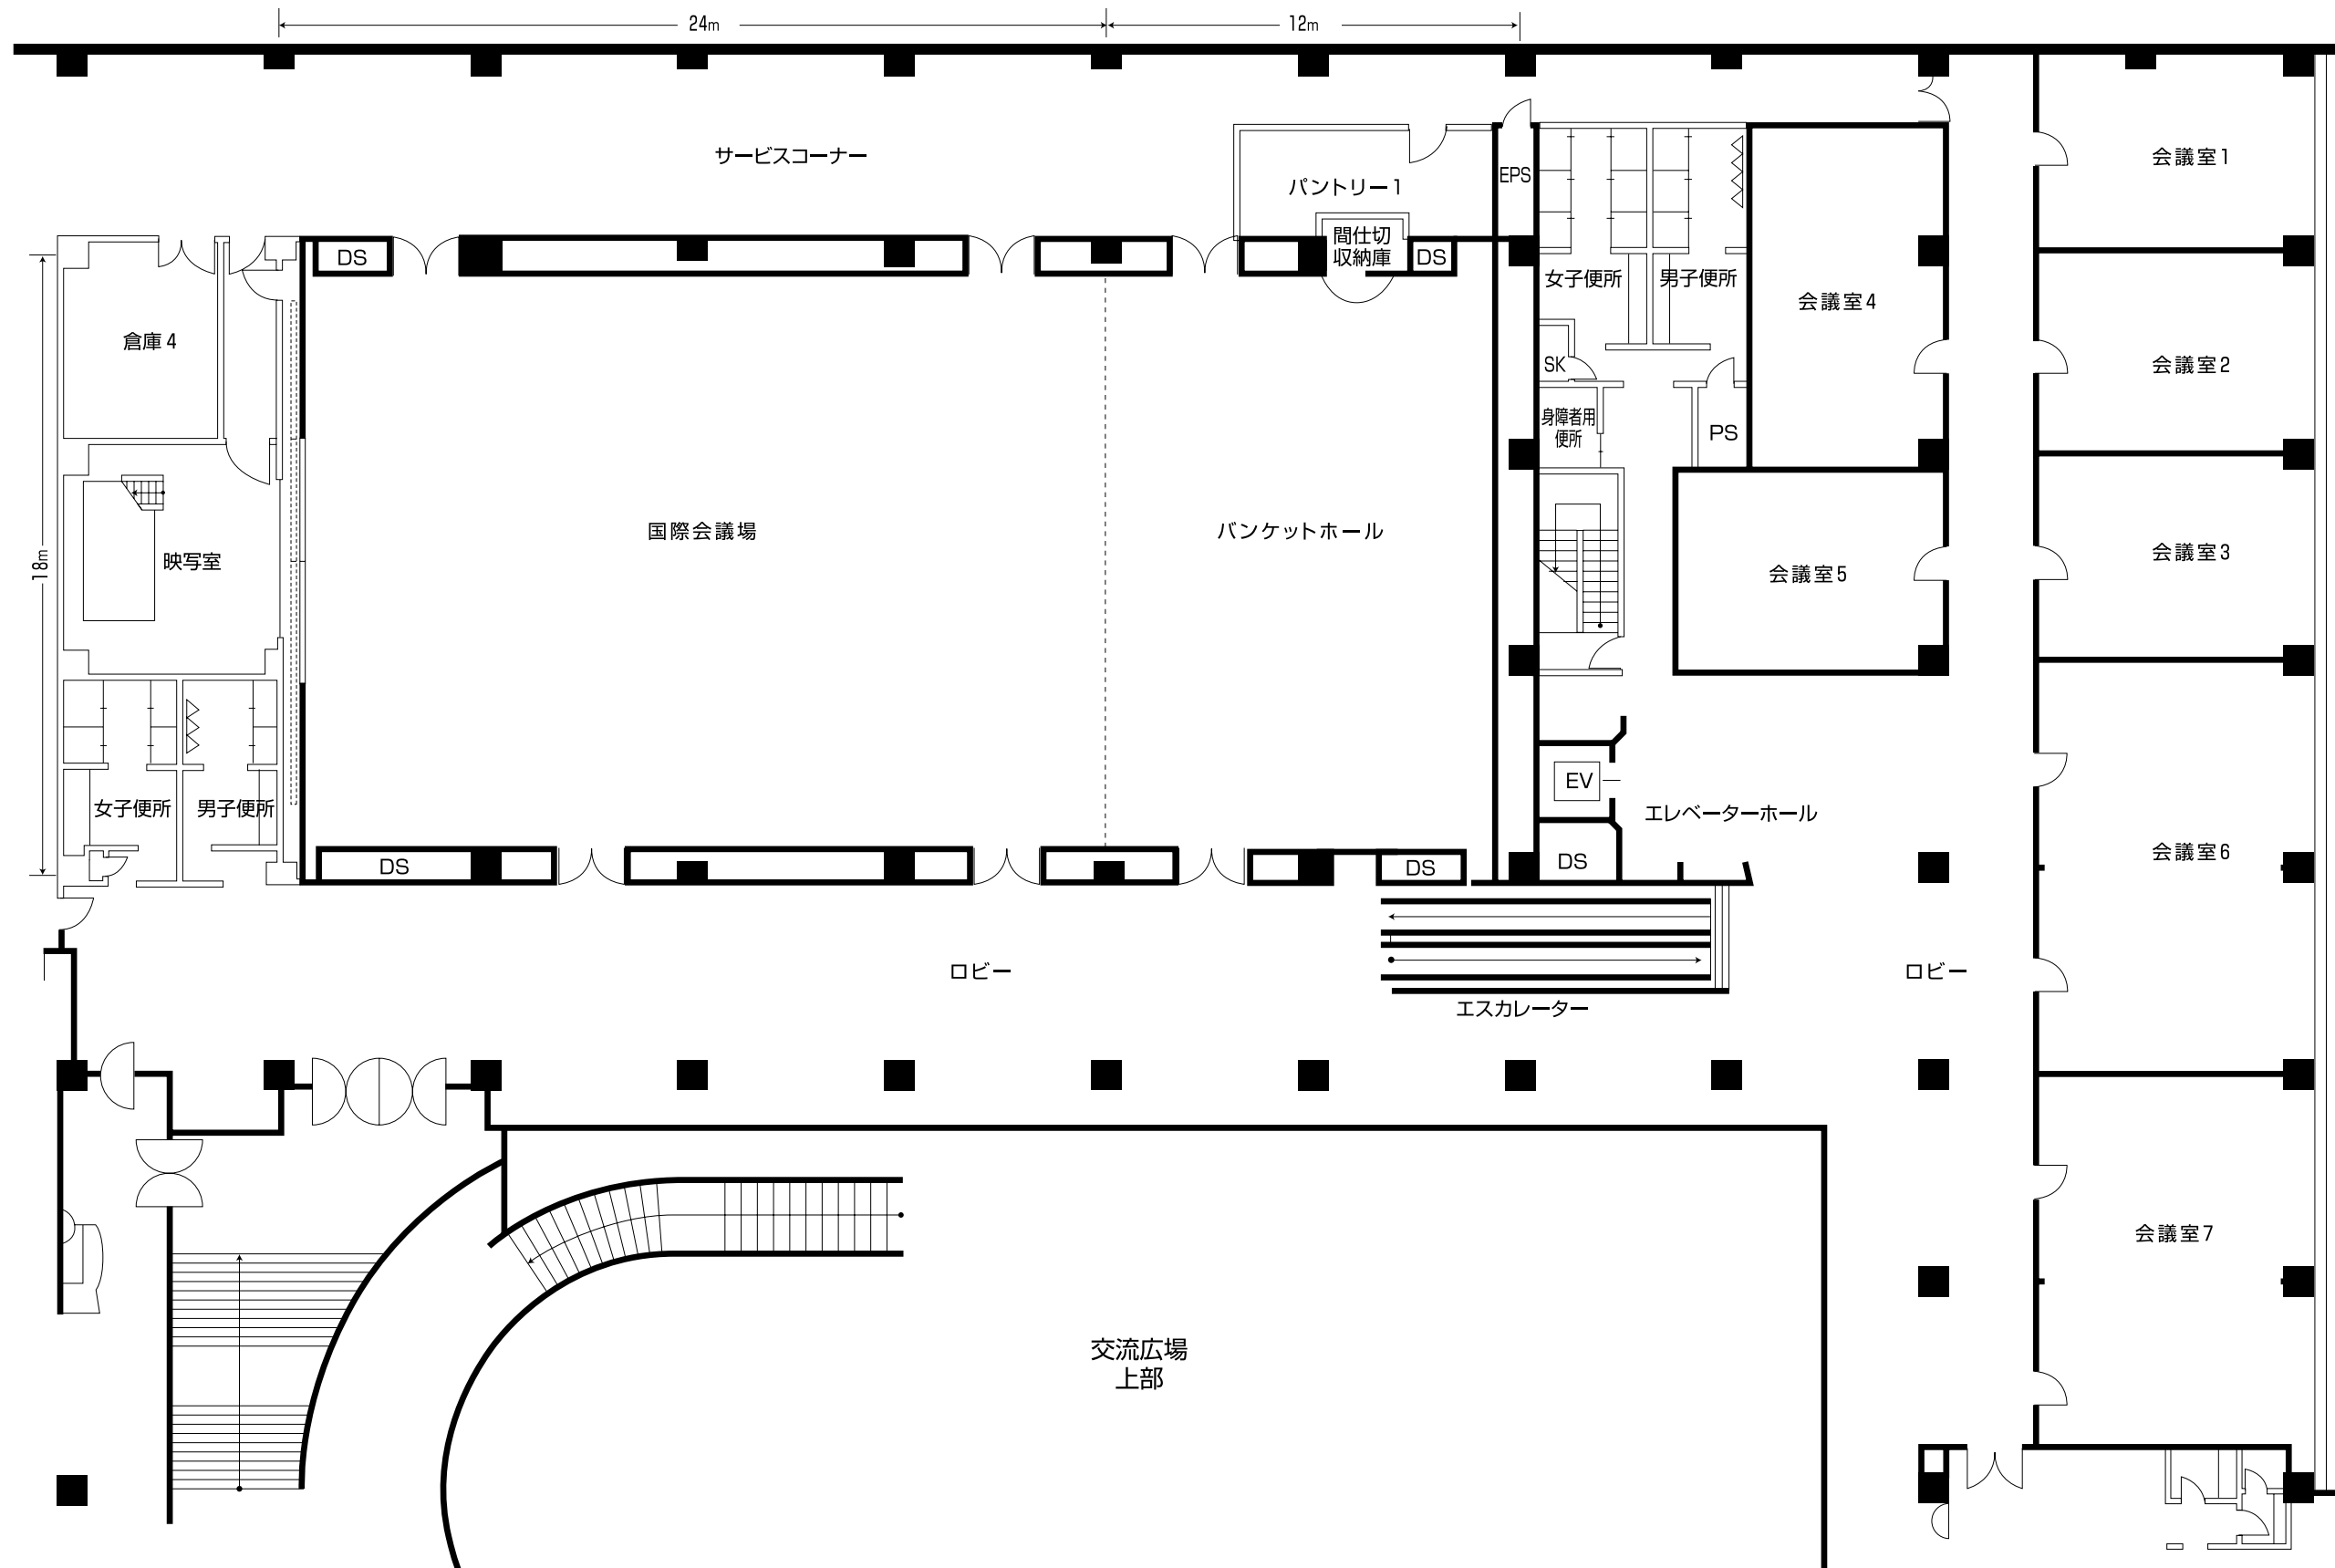 24m
12m
サービスコーナー
パントリー1
EPS
会議室1
DS
間仕切
収納庫
DS
女子便所
男子便所
会議室4
倉庫4
会議室2
SK
身障者用
便所
PS
国際会議場
バンケットホール
会議室3
18m
映写室
会議室5
EV
女子便所
男子便所
エレベーターホール
会議室6
DS
DS
DS
ロビー
ロビー
エスカレーター
会議室7
交流広場
上部